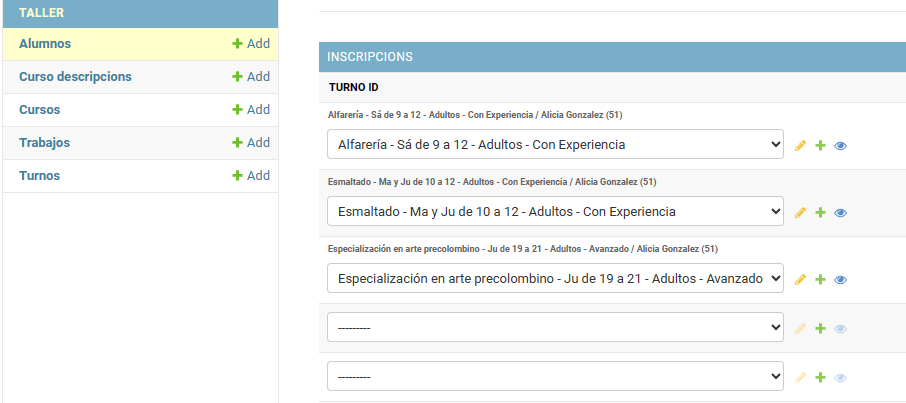 TALLER
Alumnos + Add
Curso descripcions + Add
Cursos + Add
Trabajos + Add
Turnos + Add
INSCRIPCIONS
TURNO ID
Alfarería - Sá de 9 a 12 - Adultos - Con Experiencia / Alicia Gonzalez (51)
Alfarería - Sá de 9 a 12 - Adultos - Con Experiencia
Esmaltado - Ma y Ju de 10 a 12 - Adultos - Con Experiencia / Alicia Gonzalez (51)
Esmaltado - Ma y Ju de 10 a 12 - Adultos - Con Experiencia
Especialización en arte precolombino - Ju de 19 a 21 - Adultos - Avanzado / Alicia Gonzalez (51)
Especialización en arte precolombino - Ju de 19 a 21 - Adultos - Avanzado
---------
---------